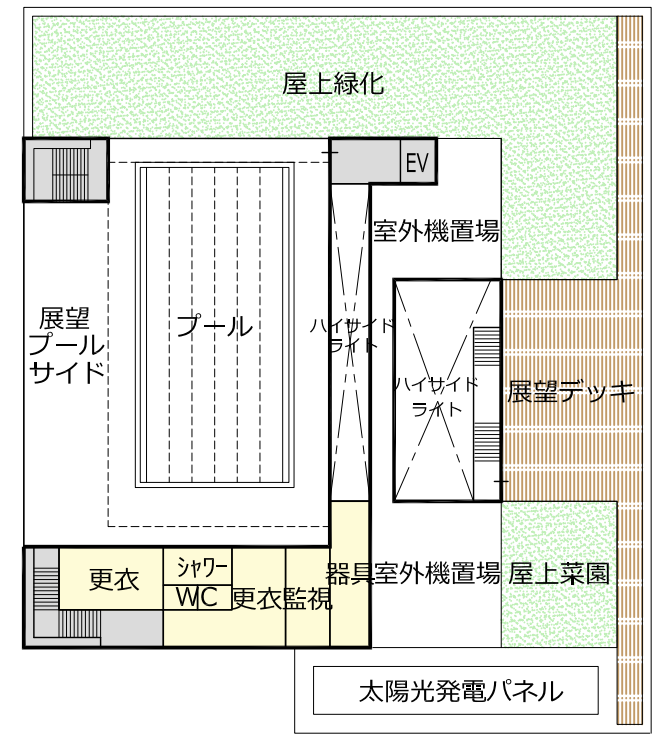 屋上緑化
EV
室外機置場
展望
プール
サイド
プール
ハイサイド
ライト
ハイサイド
ライト
展望デッキ
更衣
シャワー
WC
更衣
監視
器具
室外機置場
屋上菜園
太陽光発電パネル